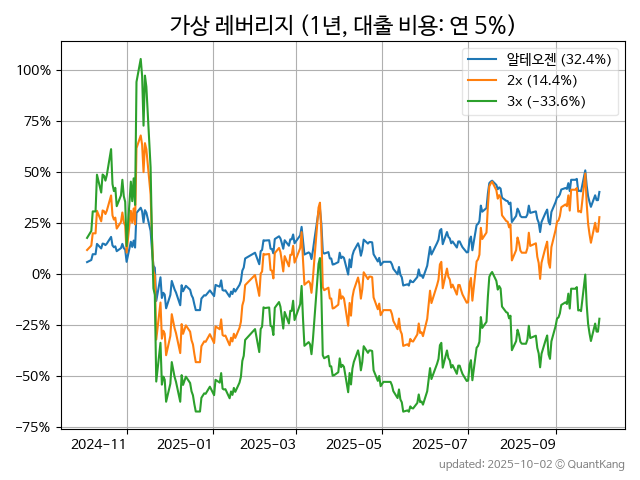 가상 레버리지 (1년, 대출 비용: 연 5%)
알테오젠 (32.4%)
2x (14.4%)
3x (−33.6%)
100%
75%
50%
25%
0%
−25%
−50%
−75%
2024-11
2025-01
2025-03
2025-05
2025-07
2025-09
updated: 2025-10-02 © QuantKang